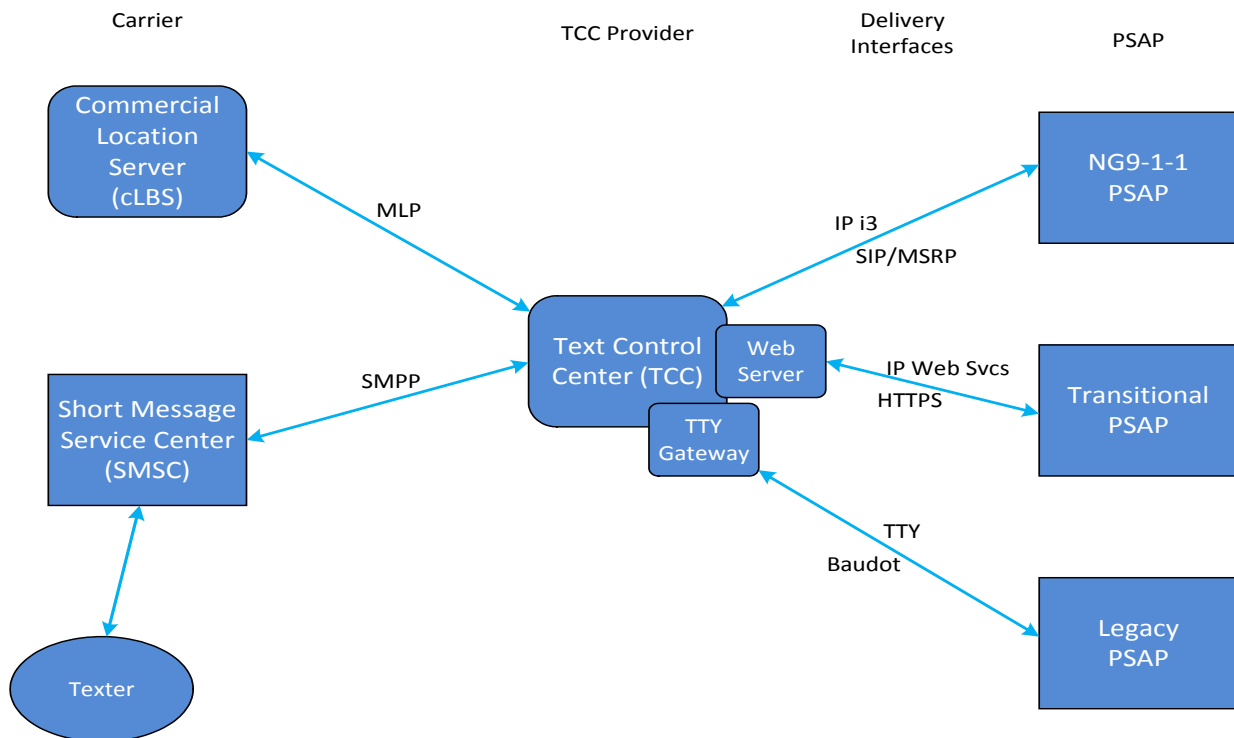 Carrier
TCC Provider
Delivery
Interfaces
PSAP
Commercial
Location
Server
(cLBS)
MLP
NG9-1-1
PSAP
IP i3
SIP/MSRP
Text Control
Center (TCC)
Web
Server
TTY
Gateway
SMPP
IP Web Svcs
HTTPS
Short Message
Service Center
(SMSC)
Transitional
PSAP
TTY
Baudot
Legacy
PSAP
Texter